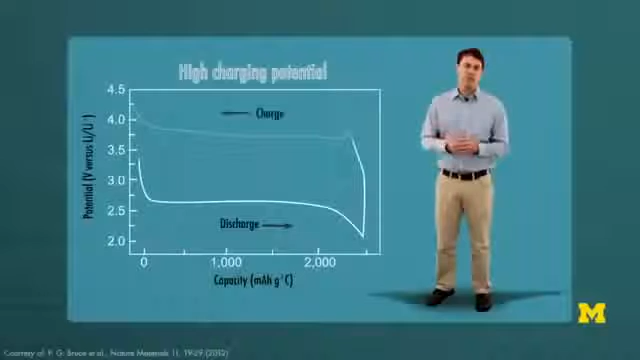 High charging potential
4.5
4.0
3.5
3.0
2.5
2.0
Potential (V versus Li/Li⁺)
Charge
Discharge
0 1,000 2,000
Capacity (mAh g⁻¹C)
M
Courtesy of: P. G. Bruce et al., Nature Materials 11, 19-29 (2012)